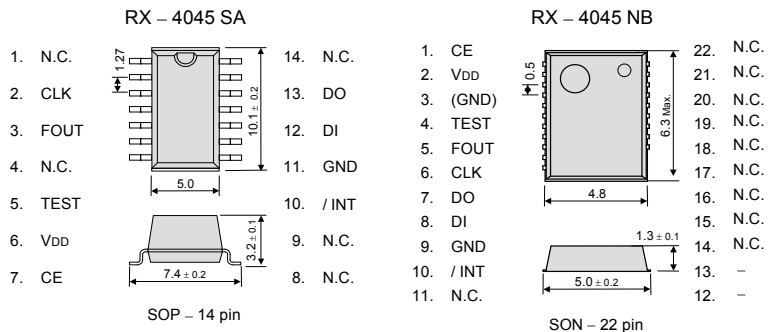 RX – 4045 SA
1. N.C.
2. CLK
3. FOUT
4. N.C.
5. TEST
6. VDD
7. CE
1.27
10.1 ± 0.2
5.0
3.2 ± 0.1
7.4 ± 0.2
14. N.C.
13. DO
12. DI
11. GND
10. / INT
9. N.C.
8. N.C.
SOP – 14 pin
RX – 4045 NB
1. CE
2. VDD
3. (GND)
4. TEST
5. FOUT
6. CLK
7. DO
8. DI
9. GND
10. / INT
11. N.C.
0.5
6.3 Max.
4.8
1.3 ± 0.1
5.0 ± 0.2
22. N.C.
21. N.C.
20. N.C.
19. N.C.
18. N.C.
17. N.C.
16. N.C.
15. N.C.
14. N.C.
13. –
12. –
SON – 22 pin